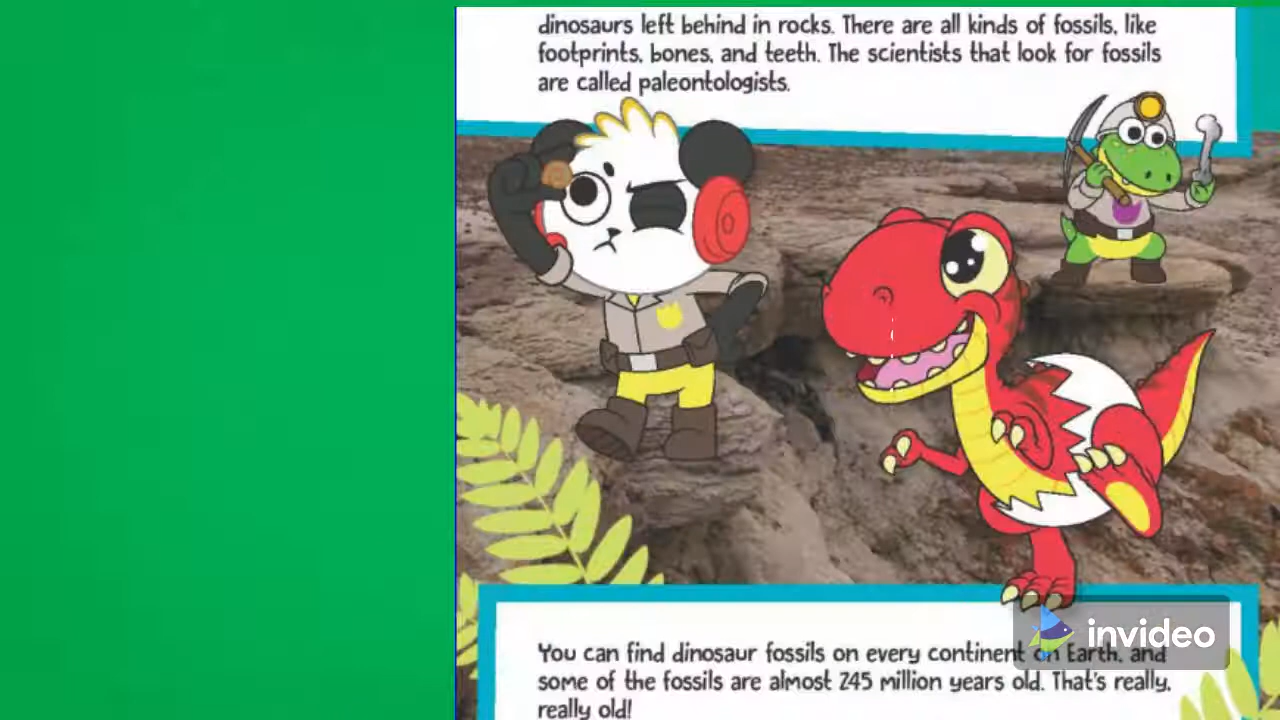 dinosaurs left behind in rocks. There are all kinds of fossils, like
footprints, bones, and teeth. The scientists that look for fossils
are called paleontologists.
You can find dinosaur fossils on every continent on Earth, and
some of the fossils are almost 245 million years old. That's really,
really old!
invideo